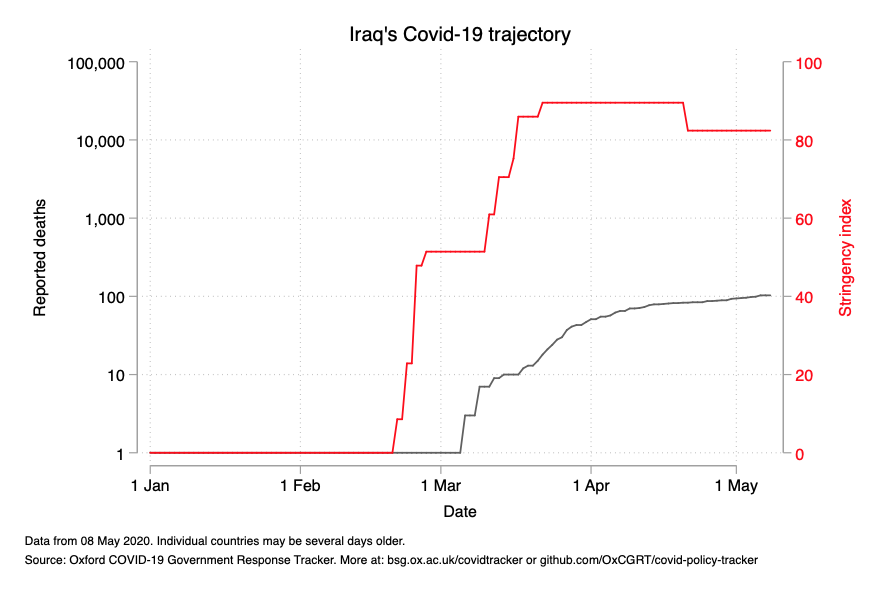 Iraq's Covid-19 trajectory
100,000
10,000
1,000
100
10
1
Reported deaths
100
80
60
40
20
0
Stringency index
1 Jan
1 Feb
1 Mar
1 Apr
1 May
Date
Data from 08 May 2020. Individual countries may be several days older.
Source: Oxford COVID-19 Government Response Tracker. More at: bsg.ox.ac.uk/covidtracker or github.com/OxCGRT/covid-policy-tracker